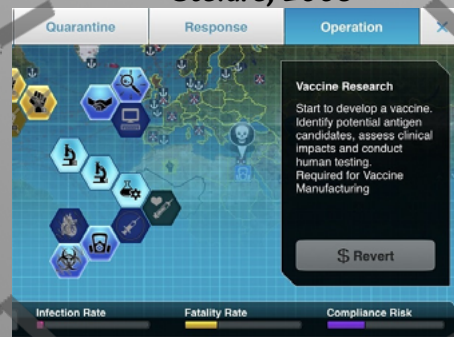 Quarantine
Response
Operation
Vaccine Research
Start to develop a vaccine.
Identify potential antigen
candidates, assess clinical
impacts and conduct
human testing.
Required for Vaccine
Manufacturing
$ Revert
Infection Rate
Fatality Rate
Compliance Risk